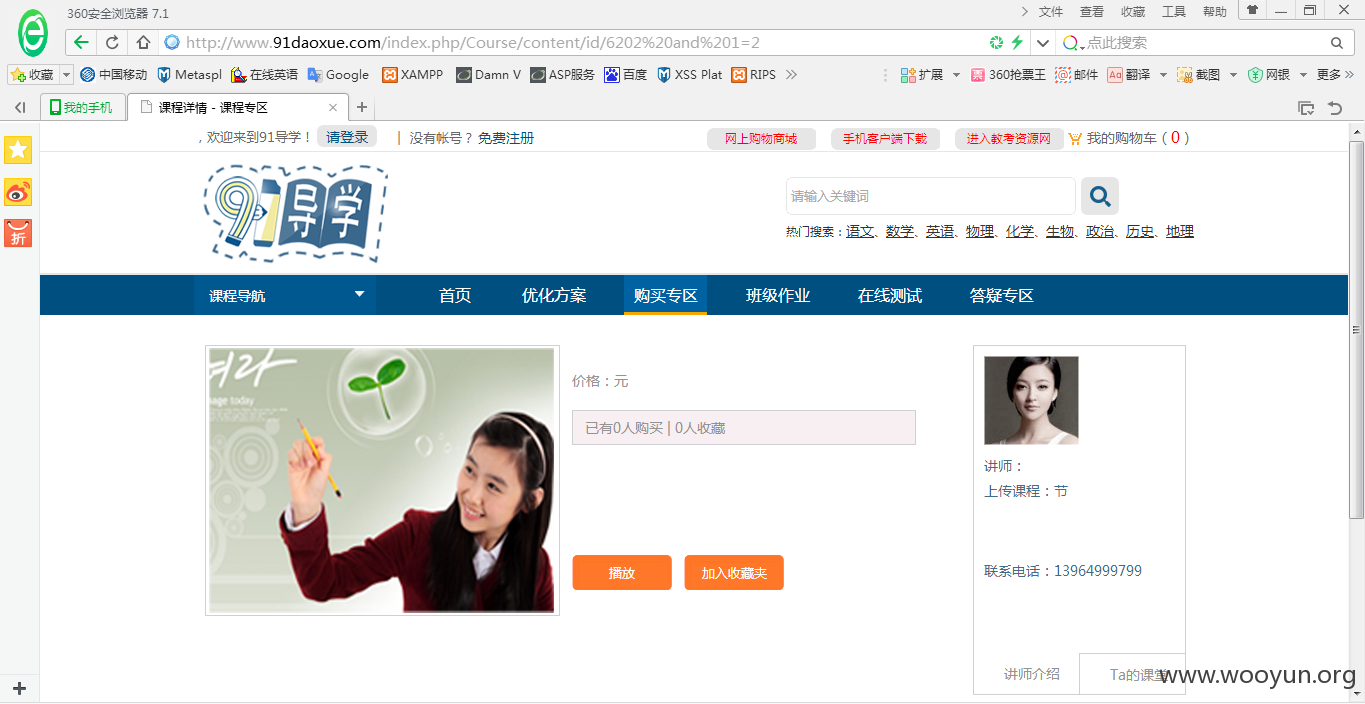 360安全浏览器 7.1
文件 查看 收藏 工具 帮助
http://www.91daoxue.com/index.php/Course/content/id/6202%20and%201=2
点此搜索
收藏 中国移动 Metaspl 在线英语 Google XAMPP Damn V ASP服务 百度 XSS Plat RIPS
扩展 360抢票王 邮件 翻译 截图 网银 更多
我的手机
课程详情 - 课程专区
，欢迎来到91导学！ 请登录 | 没有帐号？ 免费注册
网上购物商城 手机客户端下载 进入教考资源网 我的购物车 ( 0 )
折
91导学
请输入关键词
热门搜索：语文、数学、英语、物理、化学、生物、政治、历史、地理
课程导航 首页 优化方案 购买专区 班级作业 在线测试 答疑专区
여라
mage today
价格：元
已有0人购买 | 0人收藏
播放 加入收藏夹
讲师：
上传课程：节
联系电话：13964999799
讲师介绍 Ta的课堂
www.wooyun.org